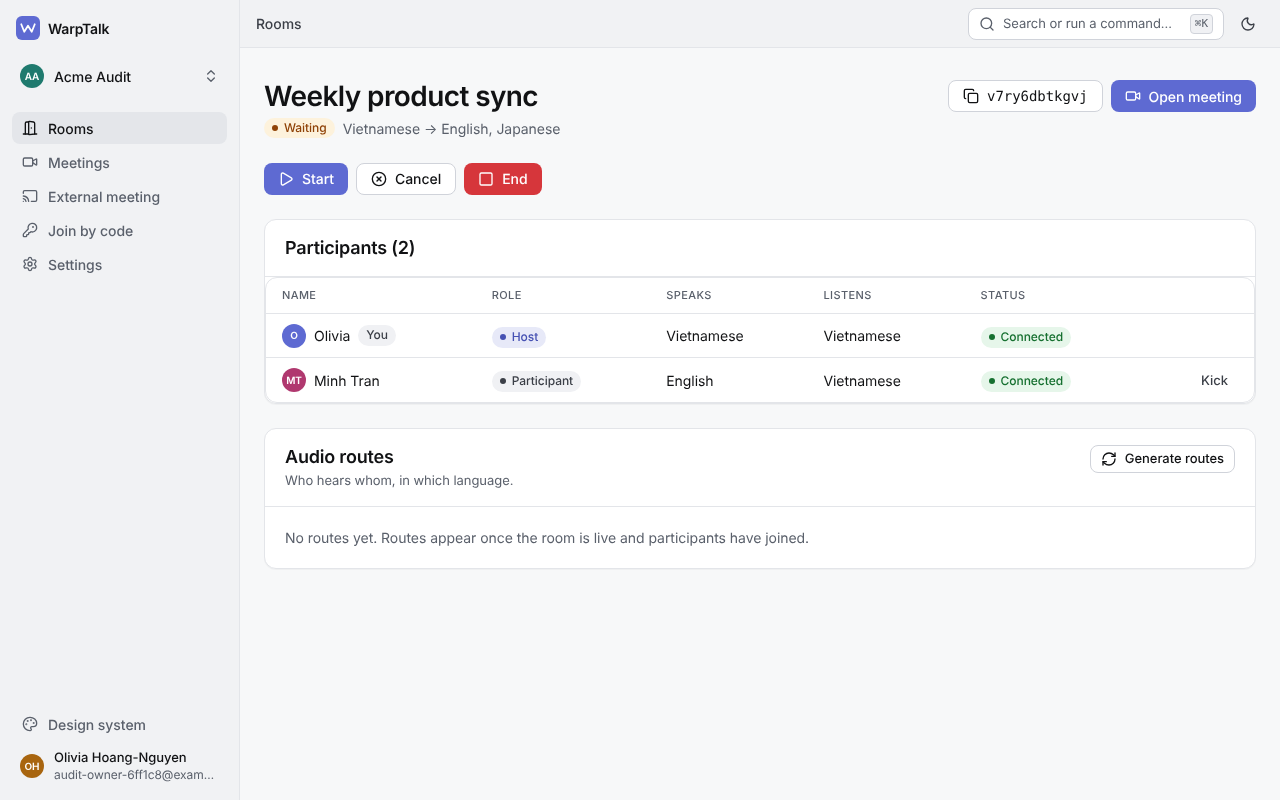 WarpTalk
Rooms
Search or run a command...
⌘K
AA
Acme Audit
Rooms
Meetings
External meeting
Join by code
Settings
Weekly product sync
v7ry6dbtkgvj
Open meeting
Waiting
Vietnamese → English, Japanese
Start
Cancel
End
Participants (2)
NAME ROLE SPEAKS LISTENS STATUS
O Olivia You Host Vietnamese Vietnamese Connected
MT Minh Tran Participant English Vietnamese Connected Kick
Audio routes
Generate routes
Who hears whom, in which language.
No routes yet. Routes appear once the room is live and participants have joined.
Design system
OH
Olivia Hoang-Nguyen
audit-owner-6ff1c8@exam...